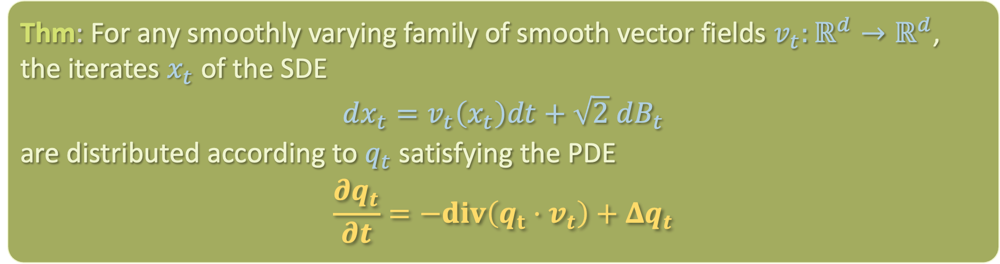 Thm: For any smoothly varying family of smooth vector fields $v_t: \mathbb{R}^d \to \mathbb{R}^d$,
the iterates $x_t$ of the SDE
$dx_t = v_t(x_t)dt + \sqrt{2}\, dB_t$
are distributed according to $q_t$ satisfying the PDE
$\frac{\partial q_t}{\partial t} = -\mathbf{div}(q_t \cdot v_t) + \Delta q_t$